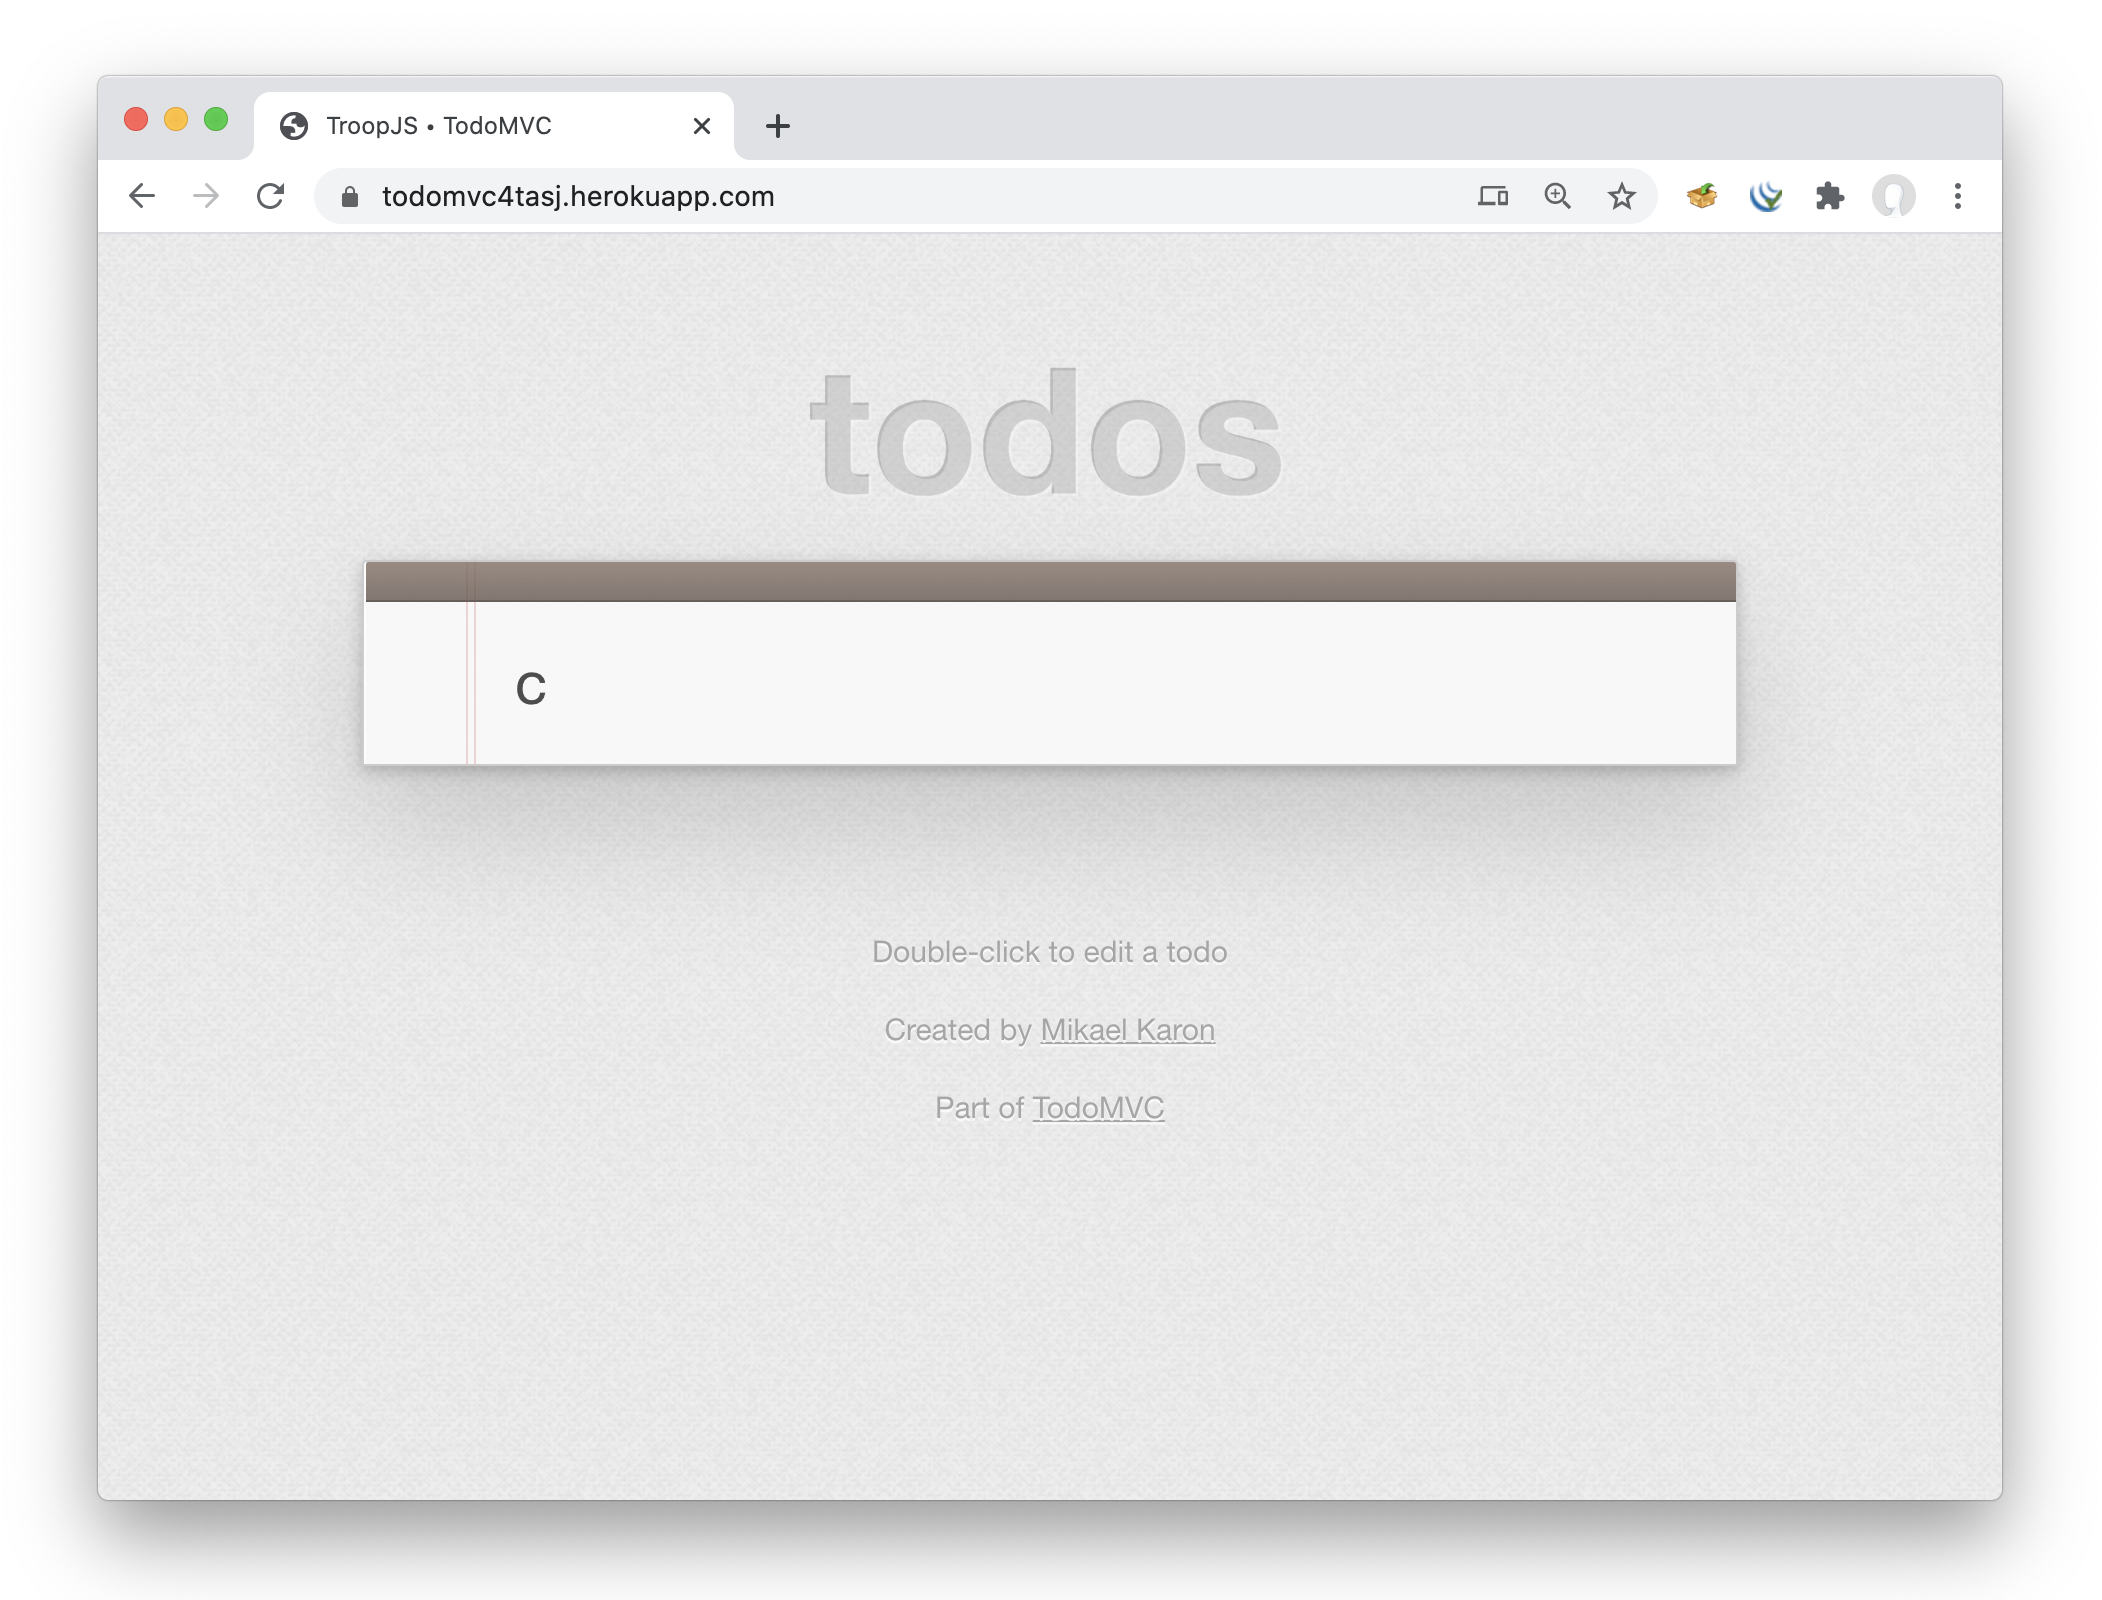 TroopJS • TodoMVC
todomvc4tasj.herokuapp.com
todos
c
Double-click to edit a todo
Created by Mikael Karon
Part of TodoMVC